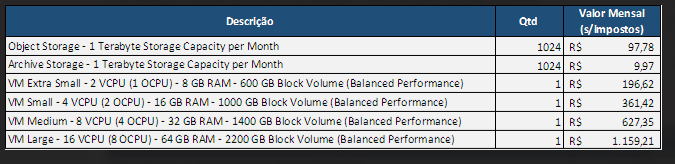 Descrição Qtd Valor Mensal (s/impostos)
Object Storage - 1 Terabyte Storage Capacity per Month 1024 R$ 97,78
Archive Storage - 1 Terabyte Storage Capacity per Month 1024 R$ 9,97
VM Extra Small - 2 VCPU (1 OCPU) - 8 GB RAM - 600 GB Block Volume (Balanced Performance) 1 R$ 196,62
VM Small - 4 VCPU (2 OCPU) - 16 GB RAM - 1000 GB Block Volume (Balanced Performance) 1 R$ 361,42
VM Medium - 8 VCPU (4 OCPU) - 32 GB RAM - 1400 GB Block Volume (Balanced Performance) 1 R$ 627,35
VM Large - 16 VCPU (8 OCPU) - 64 GB RAM - 2200 GB Block Volume (Balanced Performance) 1 R$ 1.159,21